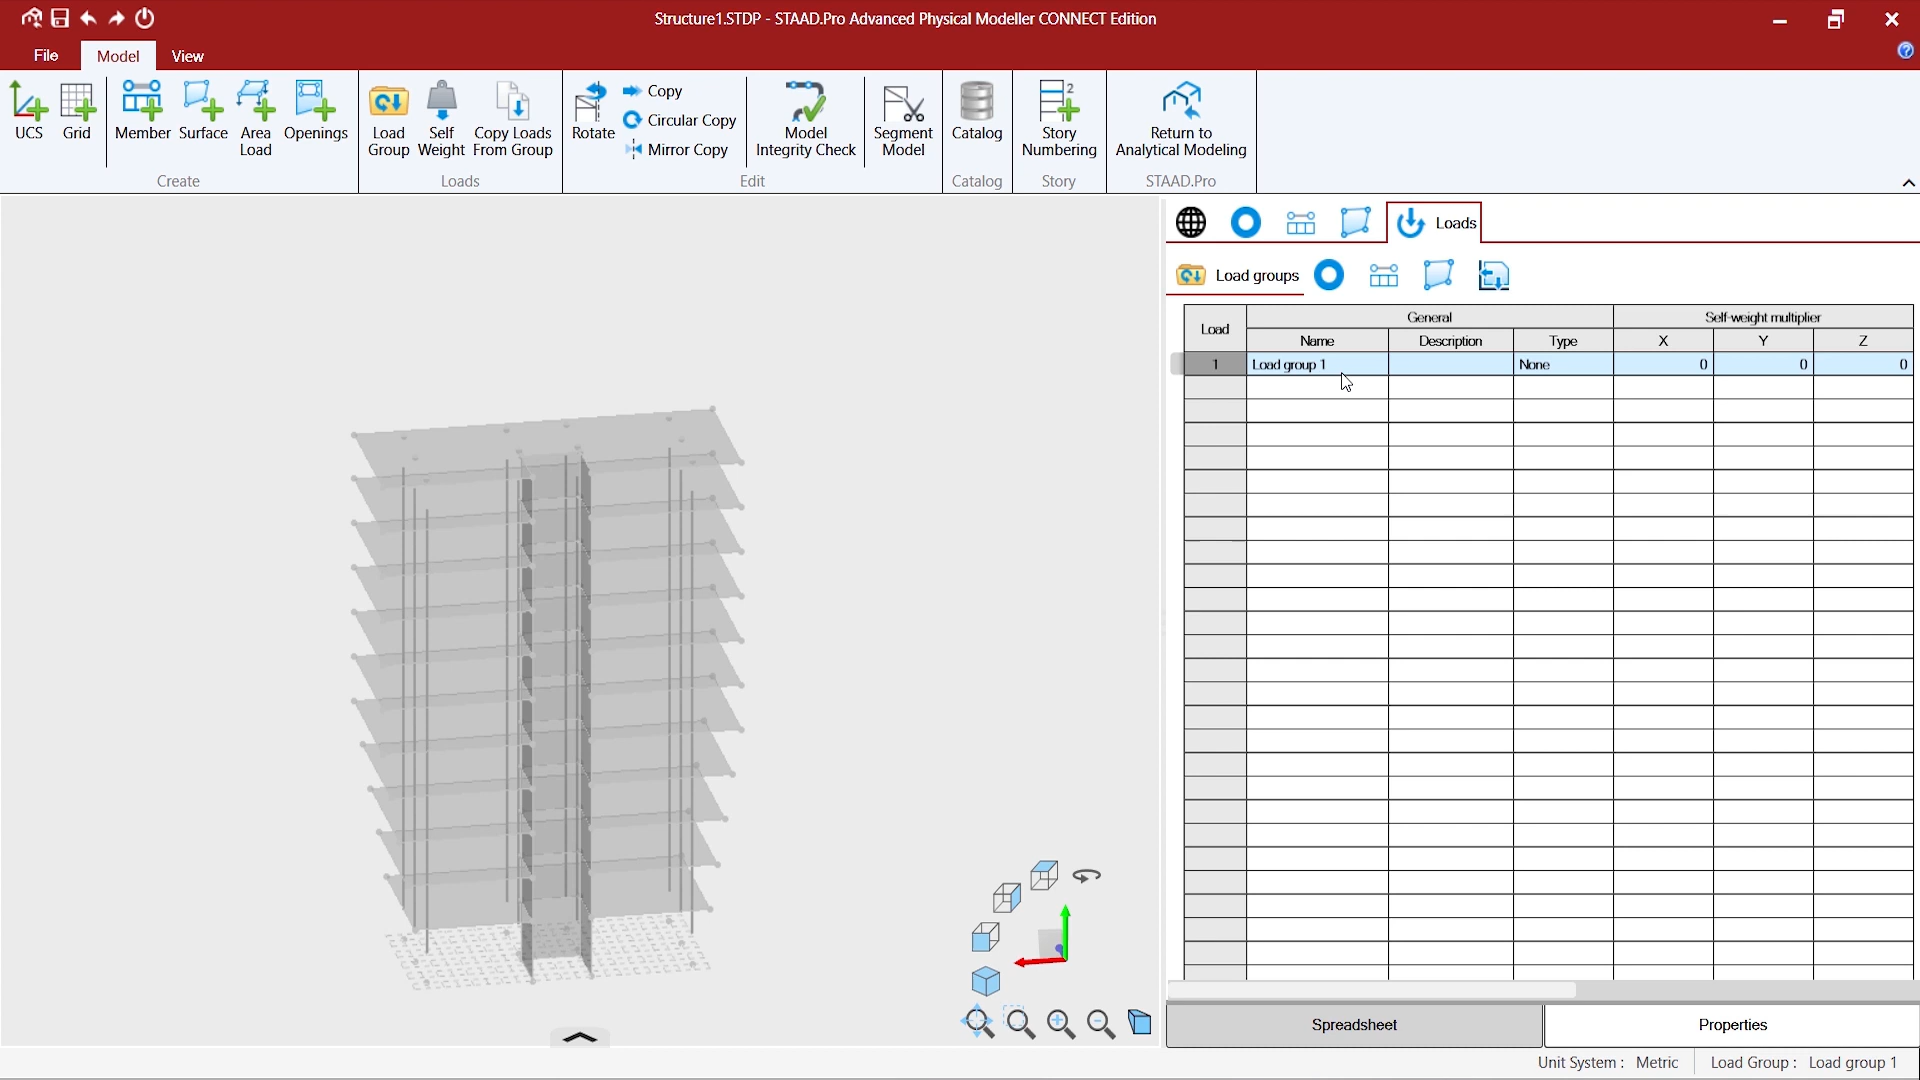 Structure1.STDP - STAAD.Pro Advanced Physical Modeller CONNECT Edition
File Model View
UCS Grid Member Surface Area Load Openings
Create
Load Group Self Weight Copy Loads From Group
Loads
Rotate
Copy
Circular Copy
Mirror Copy
Model Integrity Check
Segment Model
Edit
Catalog
Catalog
2
Story Numbering
Story
Return to Analytical Modeling
STAAD.Pro
Loads
Load groups
Load General Self-weight multiplier
Name Description Type X Y Z
1 Load group 1 None 0 0 0
Spreadsheet Properties
Unit System : Metric Load Group : Load group 1